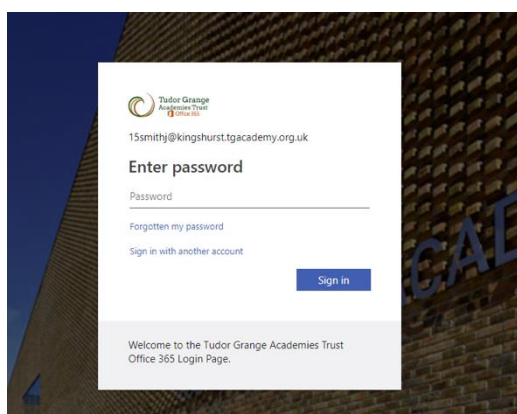 Tudor Grange
Academies Trust
Office 365
15smithj@kingshurst.tgacademy.org.uk
Enter password
Password
Forgotten my password
Sign in with another account
Sign in
Welcome to the Tudor Grange Academies Trust
Office 365 Login Page.
ACAD